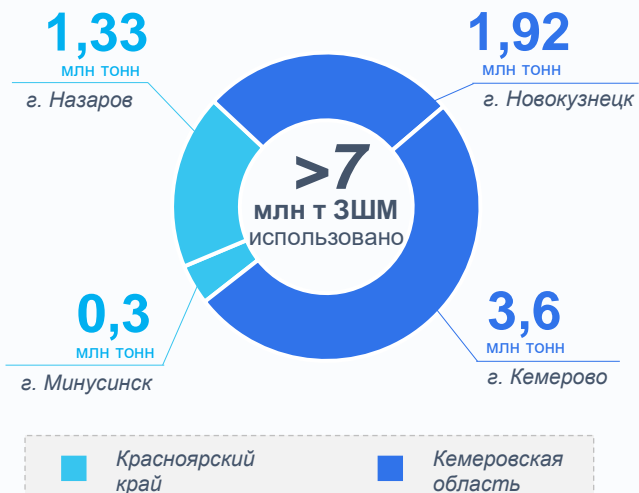 1,33
млн тонн
г. Назаров
1,92
млн тонн
г. Новокузнецк
>7
млн т ЗШМ
использовано
0,3
млн тонн
г. Минусинск
3,6
млн тонн
г. Кемерово
Красноярский
край
Кемеровская
область